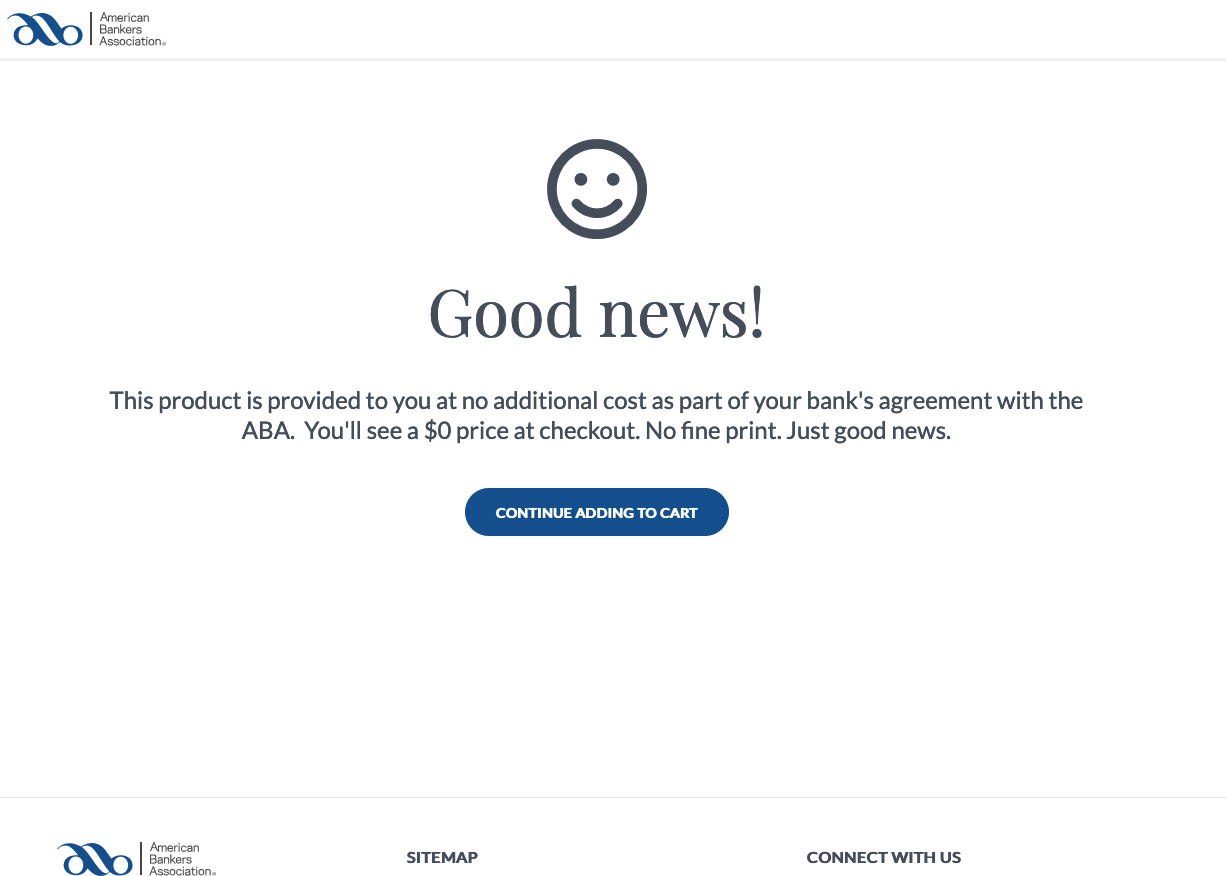 American
Bankers
Association®
Good news!
This product is provided to you at no additional cost as part of your bank's agreement with the
ABA.  You'll see a $0 price at checkout. No fine print. Just good news.
CONTINUE ADDING TO CART
American
Bankers
Association®
SITEMAP
CONNECT WITH US